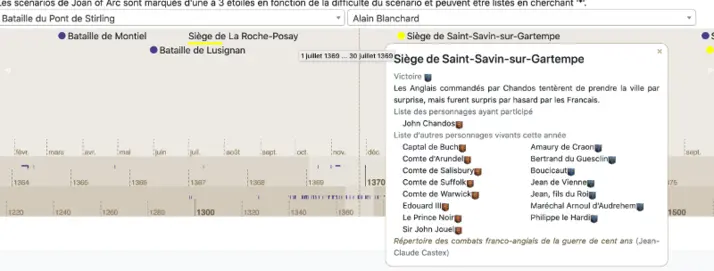 Les scénarios de Joan of Arc sont marqués d'une à 3 étoiles en fonction de la difficulté du scénario et peuvent être listés en cherchant '*'.
Bataille du Pont de Stirling
Alain Blanchard
Bataille de Montiel
Siège de La Roche-Posay
Siège de Saint-Savin-sur-Gartempe
Bataille de Lusignan
1 juillet 1369 ... 30 juillet 1369
Siège de Saint-Savin-sur-Gartempe
×
Victoire
Les Anglais commandés par Chandos tentèrent de prendre la ville par
surprise, mais furent surpris par hasard par les Francais.
Liste des personnages ayant participé
John Chandos
Liste d'autres personnages vivants cette année
Captal de Buch
Amaury de Craon
Comte d'Arundel
Bertrand du Guesclin
Comte de Salisbury
Boucicaut
Comte de Suffolk
Jean de Vienne
Comte de Warwick
Jean, fils du Roi
Edouard III
Maréchal Arnoul d'Audrehem
Le Prince Noir
Philippe le Hardi
Sir John Jouel
Répertoire des combats franco-anglais de la guerre de cent ans (Jean-
Claude Castex)
févr. mars avr. mai juin juil. août sept. oct. nov. déc sept.
1364 1365 1366 1367 1368 1369 1370
1220 1240 1260 1280 1300 1320 1340 1360 1500